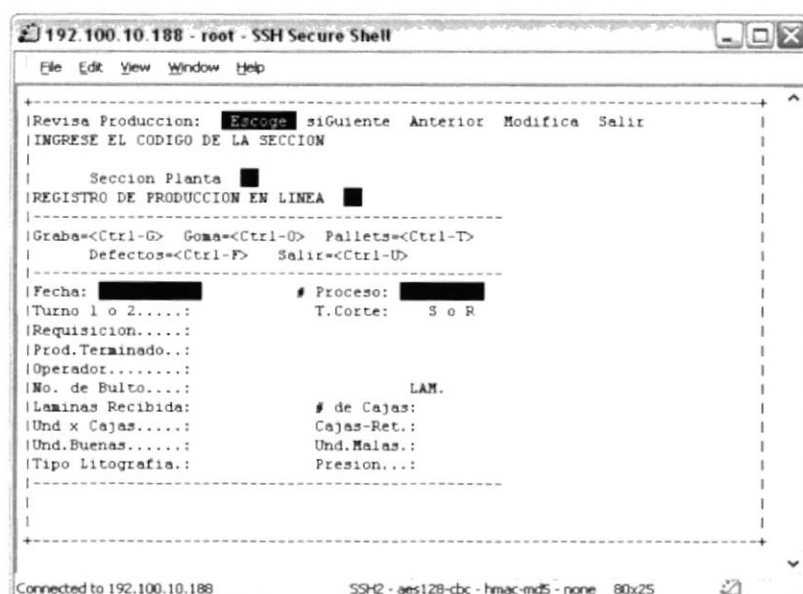 192.100.10.188 - root - SSH Secure Shell
File Edit View Window Help
Revisa Produccion: Escoge siGuiente Anterior Modifica Salir
INGRESE EL CODIGO DE LA SECCION
Seccion Planta
REGISTRO DE PRODUCCION EN LINEA
Graba=<Ctrl-G> Goma=<Ctrl-O> Pallets=<Ctrl-T>
Defectos=<Ctrl-F> Salir=<Ctrl-U>
Fecha: # Proceso:
Turno 1 o 2.....: T.Corte: S o R
Requisicion.....:
Prod.Terminado..:
Operador........:
No. de Bulto....: LAM.
Laminas Recibida: # de Cajas:
Und x Cajas.....: Cajas-Ret.:
Und.Buenas......: Und.Malas.:
Tipo Litografia.: Presion...:
Connected to 192.100.10.188 SSH2 - aes128-cbc - hmac-md5 - none 80x25